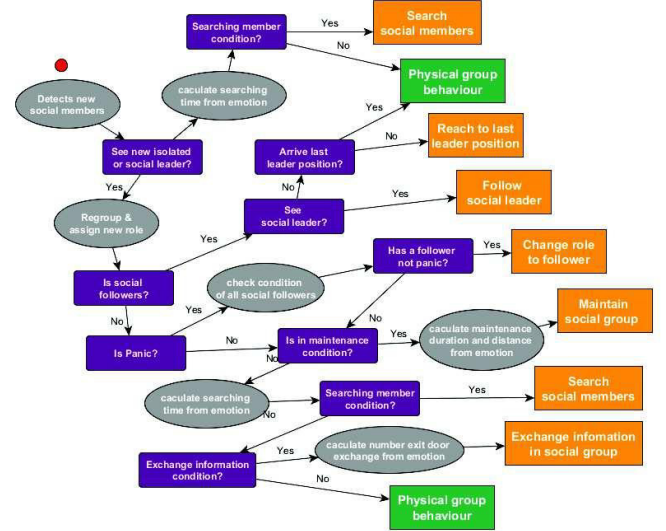 Searching member
condition?
Yes
Search
social members
No
caculate searching
time from emotion
Physical group
behaviour
Detects new
social members
Yes
See new isolated
or social leader?
Arrive last
leader position?
No
Reach to last
leader position
Yes
No
Regroup &
assign new role
See
social leader?
Yes
Follow
social leader
Yes
Is social
followers?
Has a follower
not panic?
Yes
Change role
to follower
check condition
of all social followers
Yes
No
No
Is Panic?
No
Is in maintenance
condition?
Yes
caculate maintenance
duration and distance
from emotion
Maintain
social group
No
caculate searching
time from emotion
No
Searching member
condition?
Yes
Search
social members
Exchange information
condition?
Yes
caculate number exit door
exchange from emotion
Exchange infomation
in social group
No
Physical group
behaviour